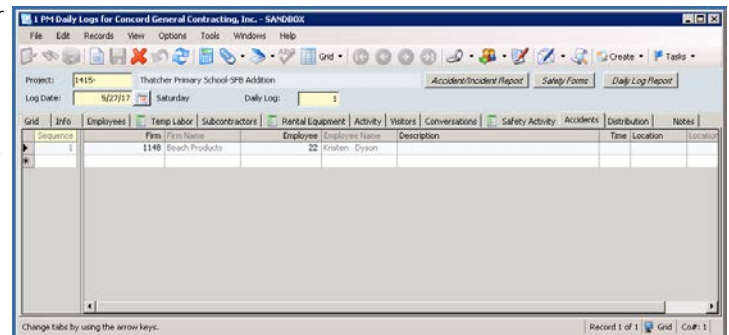 1 PM Daily Logs for Concord General Contracting, Inc. - SANDBOX
File Edit Records View Options Tools Windows Help
Grid Create Tasks
Project: 1415- Thatcher Primary School-SFB Addition Accident/Incident Report Safety Forms Daily Log Report
Log Date: 5/27/17 Saturday Daily Log: 1
Grid Info Employees Temp Labor Subcontractors Rental Equipment Activity Visitors Conversations Safety Activity Accidents Distribution Notes
Sequence Firm Firm Name Employee Employee Name Description Time Location Location
1 1148 Beach Products 22 Kristen Dyson
Change tabs by using the arrow keys. Record 1 of 1 Grid Co#: 1